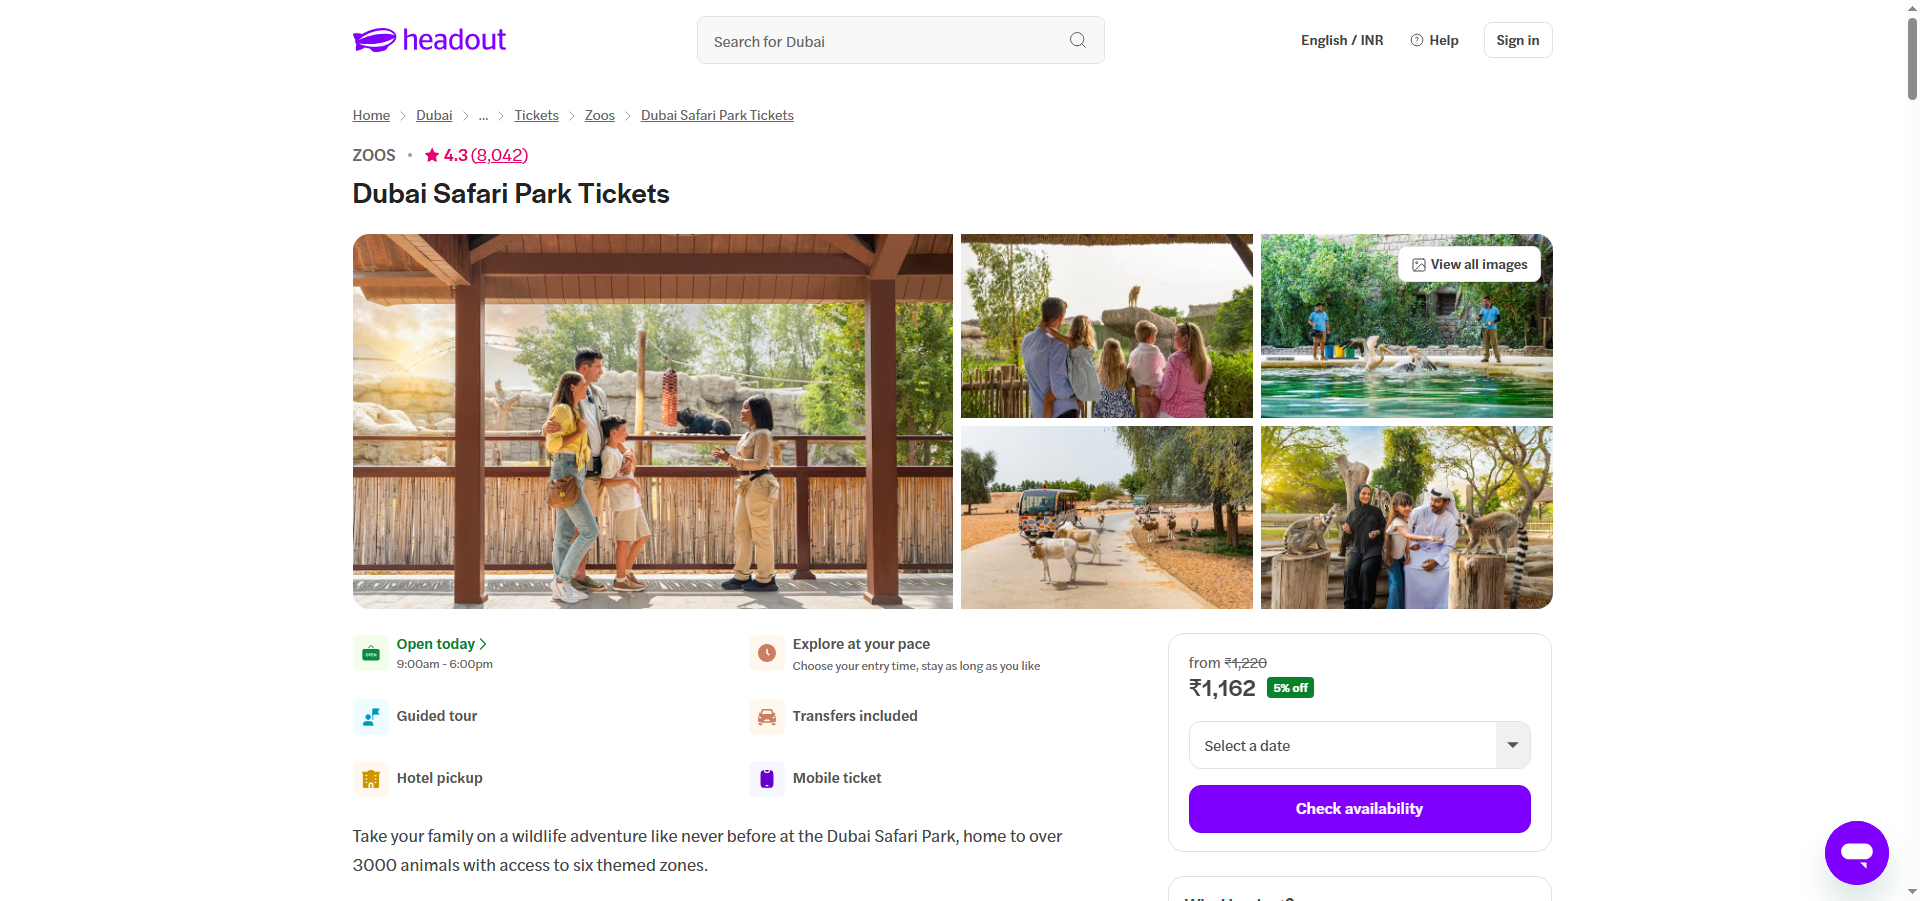 headout
Search for Dubai
English / INR
Help
Sign in
Home
Dubai
...
Tickets
Zoos
Dubai Safari Park Tickets
ZOOS • 4.3 (8,042)
Dubai Safari Park Tickets
View all images
OPEN
Open today
9:00am - 6:00pm
Explore at your pace
Choose your entry time, stay as long as you like
Guided tour
Transfers included
Hotel pickup
Mobile ticket
Take your family on a wildlife adventure like never before at the Dubai Safari Park, home to over
3000 animals with access to six themed zones.
from ₹1,220
₹1,162 5% off
Select a date
Check availability